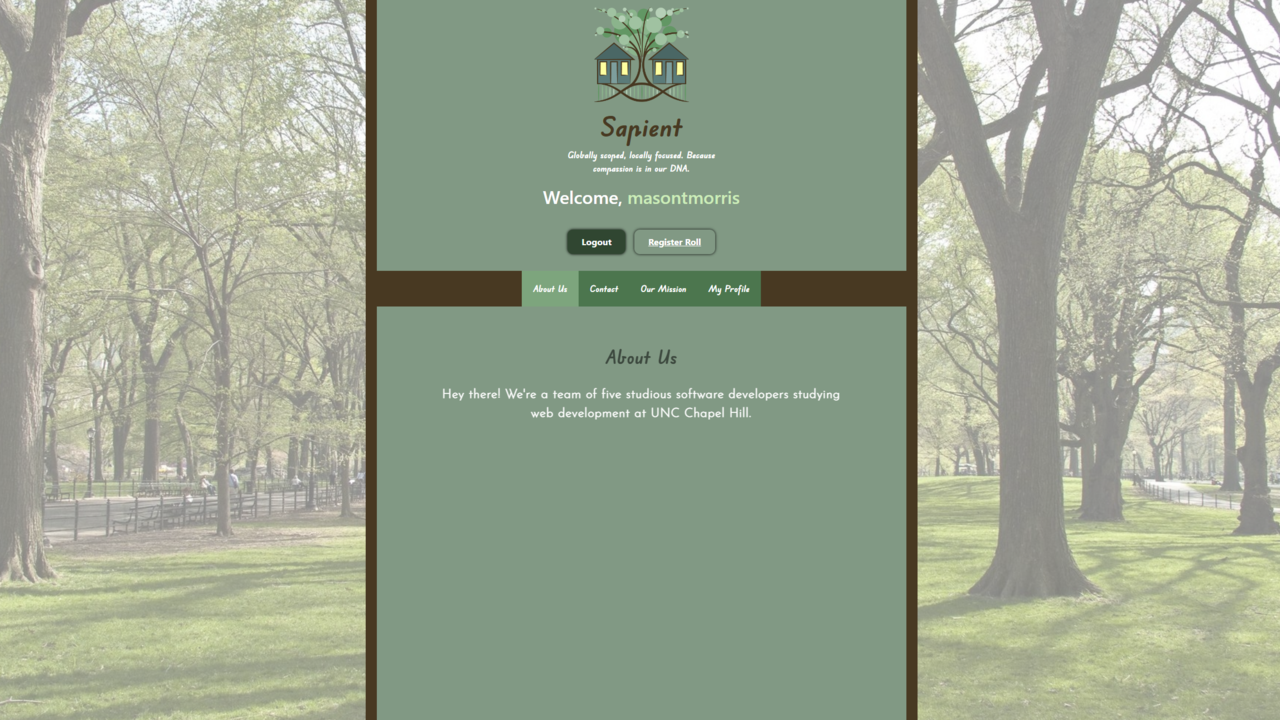 Sapient
Globally scoped, locally focused. Because
compassion is in our DNA.
Welcome, masontmorris
Logout Register Roll
About Us Contact Our Mission My Profile
About Us
Hey there! We're a team of five studious software developers studying
web development at UNC Chapel Hill.